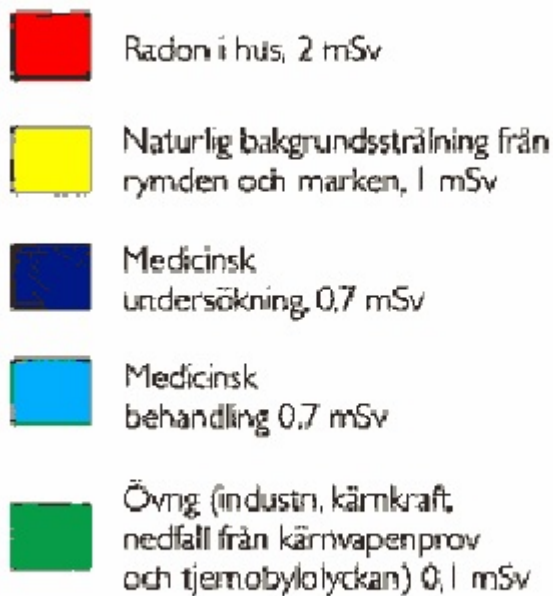 Radon i hus, 2 mSv
Naturlig bakgrundsstrålning från
rymden och marken, 1 mSv
Medicinsk
undersökning, 0,7 mSv
Medicinsk
behandling 0,7 mSv
Övrig (industri, kärnkraft,
nedfall från kärnvapenprov
och tjernobylolyckan) 0,1 mSv